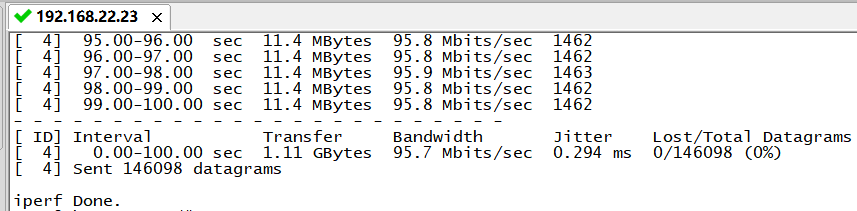 192.168.22.23
[  4]  95.00-96.00  sec  11.4 MBytes  95.8 Mbits/sec  1462
[  4]  96.00-97.00  sec  11.4 MBytes  95.8 Mbits/sec  1462
[  4]  97.00-98.00  sec  11.4 MBytes  95.9 Mbits/sec  1463
[  4]  98.00-99.00  sec  11.4 MBytes  95.8 Mbits/sec  1462
[  4]  99.00-100.00 sec  11.4 MBytes  95.8 Mbits/sec  1462
- - - - - - - - - - - - - - - - - - - - - - - - -
[ ID] Interval           Transfer     Bandwidth       Jitter    Lost/Total Datagrams
[  4]   0.00-100.00 sec  1.11 GBytes  95.7 Mbits/sec  0.294 ms  0/146098 (0%)
[  4] Sent 146098 datagrams
iperf Done.